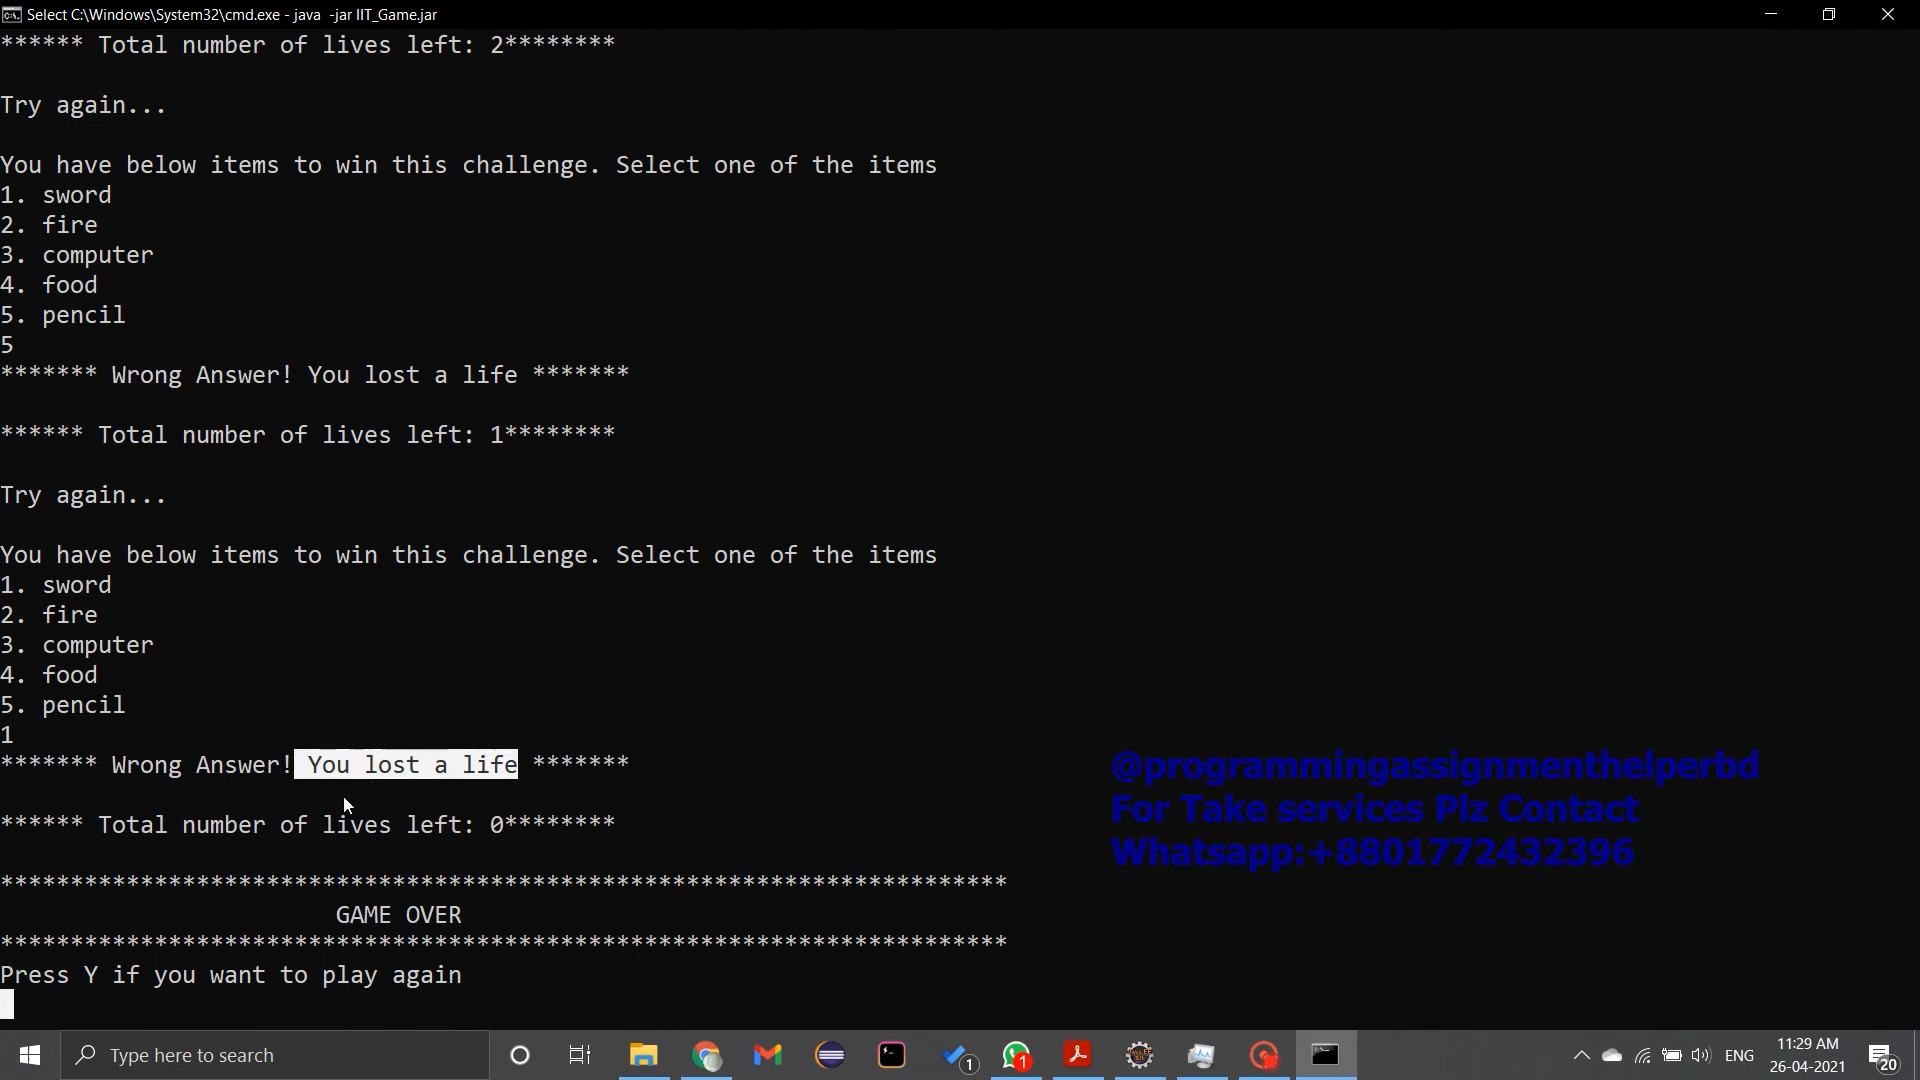 Select C:\Windows\System32\cmd.exe - java  -jar IIT_Game.jar
****** Total number of lives left: 2********
Try again...
You have below items to win this challenge. Select one of the items
1. sword
2. fire
3. computer
4. food
5. pencil
5
******* Wrong Answer! You lost a life *******
****** Total number of lives left: 1********
Try again...
You have below items to win this challenge. Select one of the items
1. sword
2. fire
3. computer
4. food
5. pencil
1
******* Wrong Answer! You lost a life *******
****** Total number of lives left: 0********
************************************************************************
GAME OVER
************************************************************************
Press Y if you want to play again
@programmingassignmenthelperbd
For Take services Plz Contact
Whatsapp:+8801772432396
Type here to search
1
1
ENG
11:29 AM
26-04-2021
20